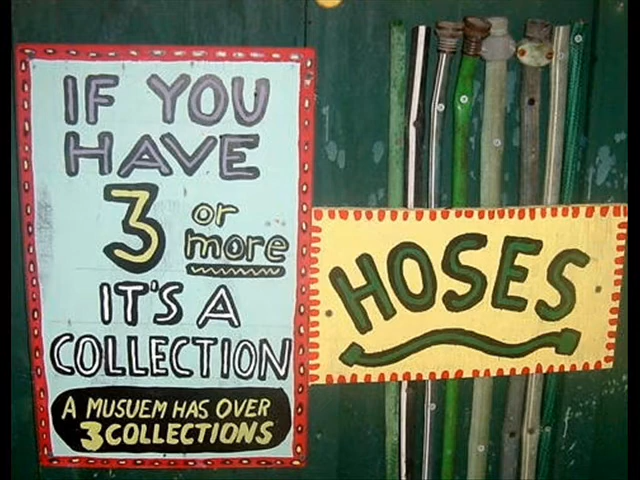 IF YOU
HAVE
3 or
more
IT'S A
COLLECTION
A MUSUEM HAS OVER
3 COLLECTIONS
HOSES